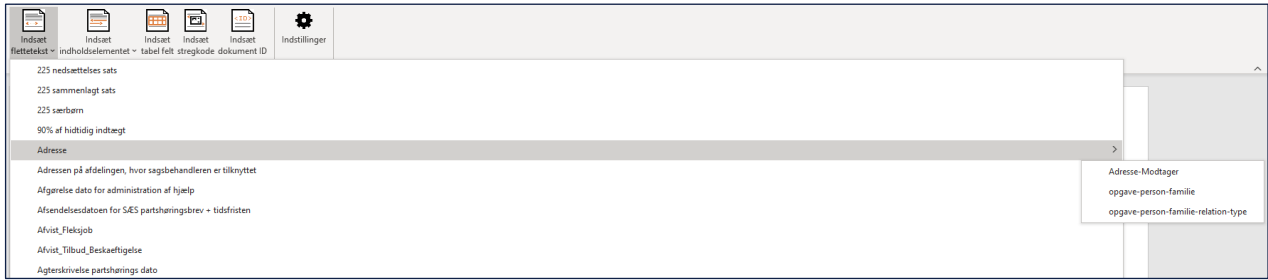 <ID>
Indsæt Indsæt Indsæt Indsæt Indsæt Indstillinger
flettetekst indholdselementet tabel felt stregkode dokument ID
225 nedsættelses sats
225 sammenlagt sats
225 særbørn
90% af hidtidig indtægt
Adresse
Adressen på afdelingen, hvor sagsbehandleren er tilknyttet
Afgørelse dato for administration af hjælp
Afsendelsesdatoen for SÆS partshøringsbrev + tidsfristen
Afvist_Fleksjob
Afvist_Tilbud_Beskaeftigelse
Agterskrivelse partshørings dato
Adresse-Modtager
opgave-person-familie
opgave-person-familie-relation-type